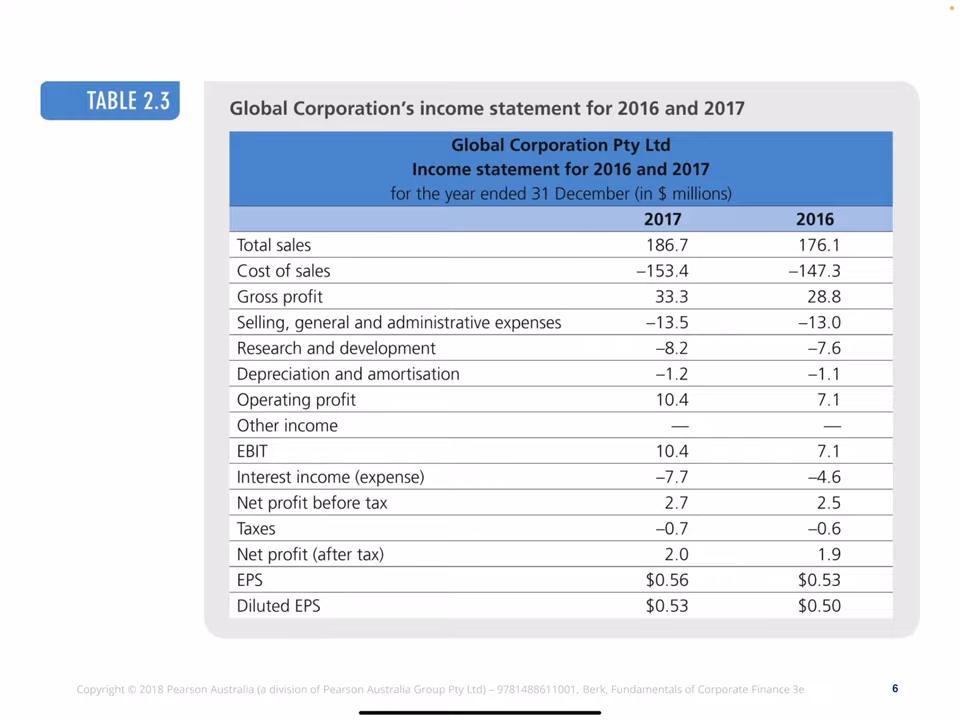 TABLE 2.3
Global Corporation's income statement for 2016 and 2017
Global Corporation Pty Ltd
Income statement for 2016 and 2017
for the year ended 31 December (in $ millions)
2017 2016
Total sales 186.7 176.1
Cost of sales –153.4 –147.3
Gross profit 33.3 28.8
Selling, general and administrative expenses –13.5 –13.0
Research and development –8.2 –7.6
Depreciation and amortisation –1.2 –1.1
Operating profit 10.4 7.1
Other income — —
EBIT 10.4 7.1
Interest income (expense) –7.7 –4.6
Net profit before tax 2.7 2.5
Taxes –0.7 –0.6
Net profit (after tax) 2.0 1.9
EPS $0.56 $0.53
Diluted EPS $0.53 $0.50
Copyright © 2018 Pearson Australia (a division of Pearson Australia Group Pty Ltd) – 9781488611001, Berk, Fundamentals of Corporate Finance 3e 6